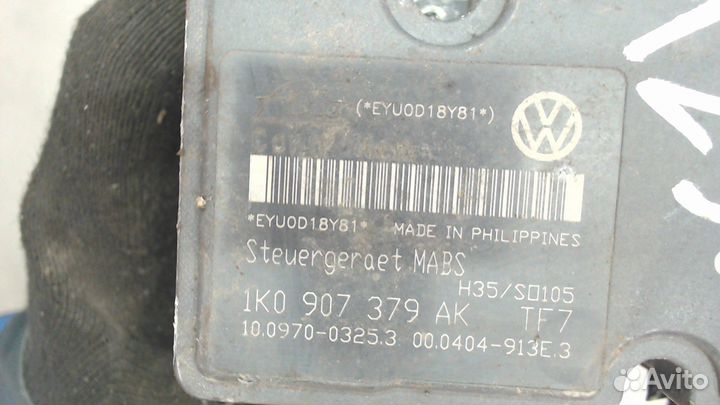 (*EYU0D18Y81*)
*EYU0D18Y81* MADE IN PHILIPPINES
Steuergeraet MABS
H35/S0105
1K0 907 379 AK TF7
10.0970-0325.3 00.0404-913E.3
Avito